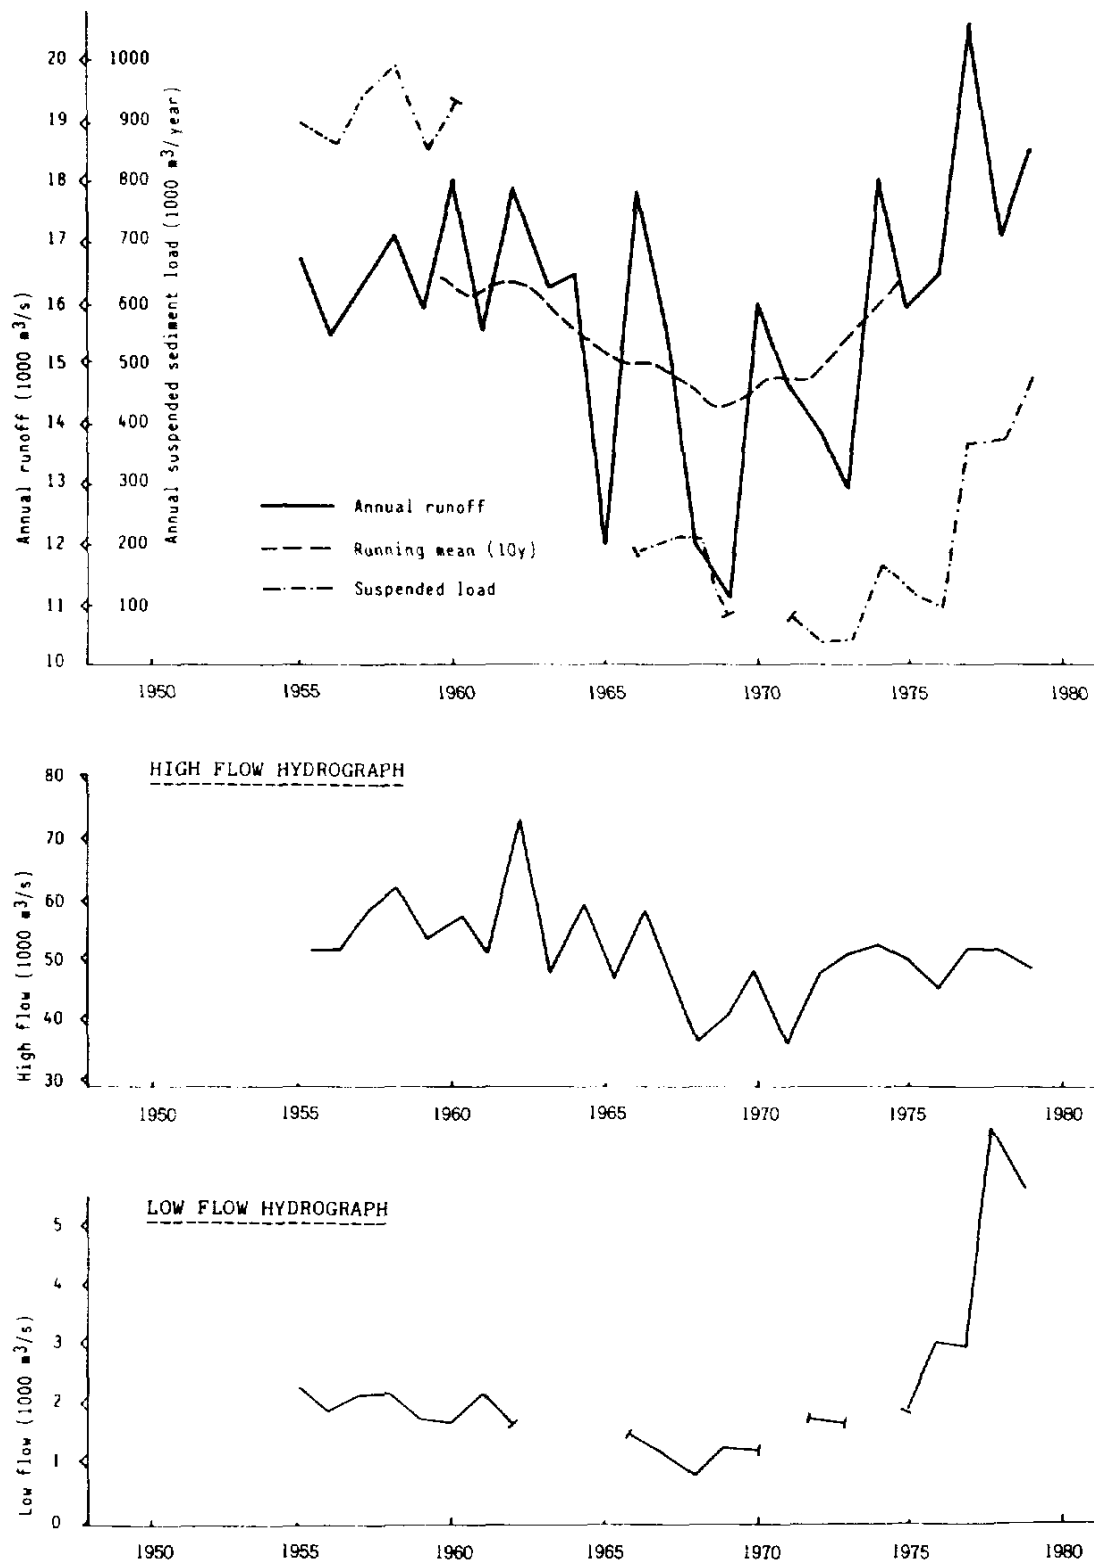 20
19
18
17
16
15
14
13
12
11
10
Annual runoff (1000 m³/s)
1000
900
800
700
600
500
400
300
200
100
Annual suspended sediment load (1000 m³/year)
Annual runoff
Running mean (10y)
Suspended load
1950 1955 1960 1965 1970 1975 1980
HIGH FLOW HYDROGRAPH
80
70
60
50
40
30
High flow (1000 m³/s)
1950 1955 1960 1965 1970 1975 1980
LOW FLOW HYDROGRAPH
5
4
3
2
1
0
Low flow (1000 m³/s)
1950 1955 1960 1965 1970 1975 1980